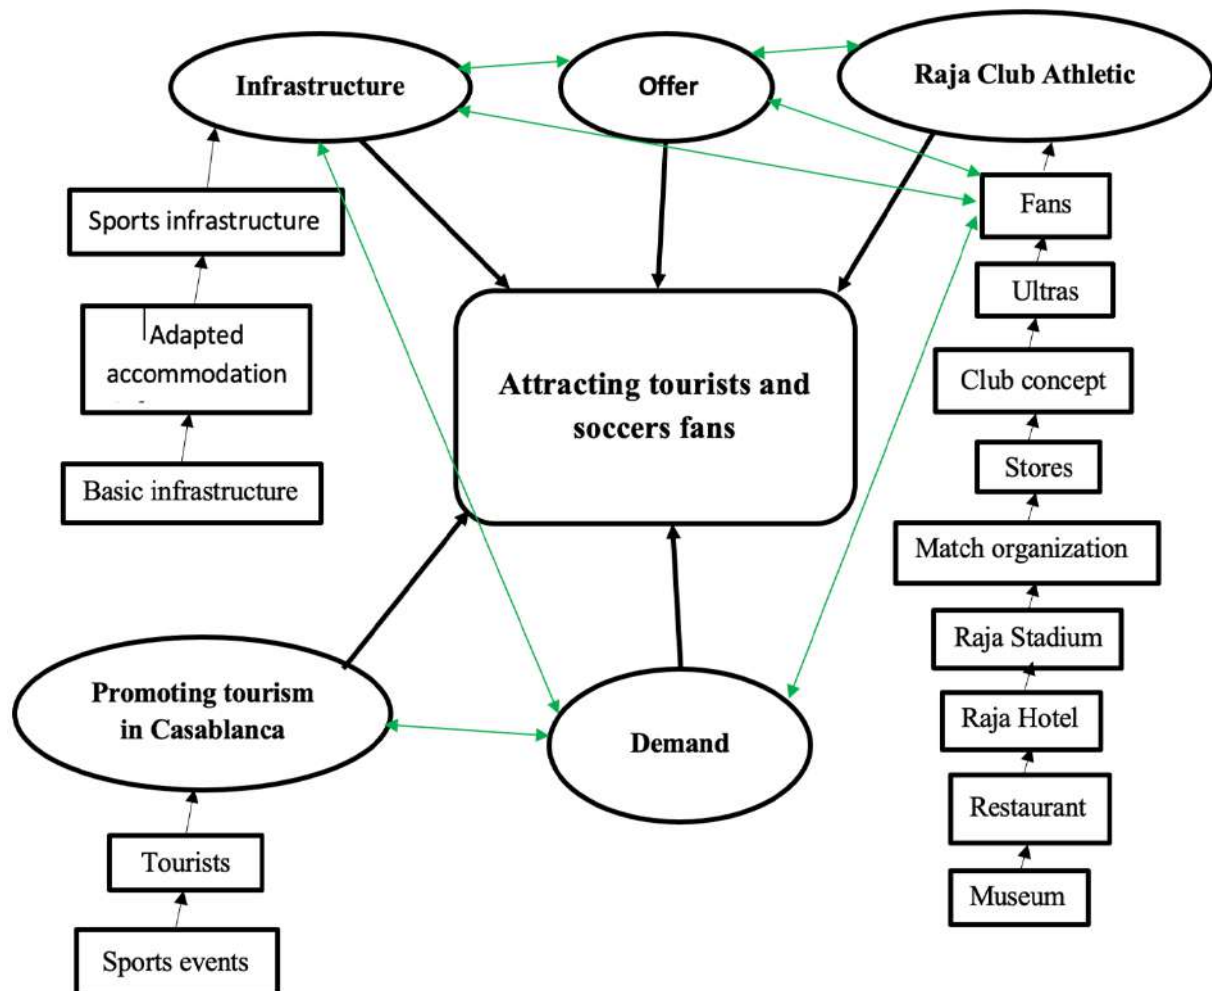 Infrastructure
Offer
Raja Club Athletic
Sports infrastructure
Fans
Adapted
accommodation
Ultras
Club concept
Attracting tourists and
soccers fans
Basic infrastructure
Stores
Match organization
Raja Stadium
Promoting tourism
in Casablanca
Demand
Raja Hotel
Restaurant
Tourists
Museum
Sports events